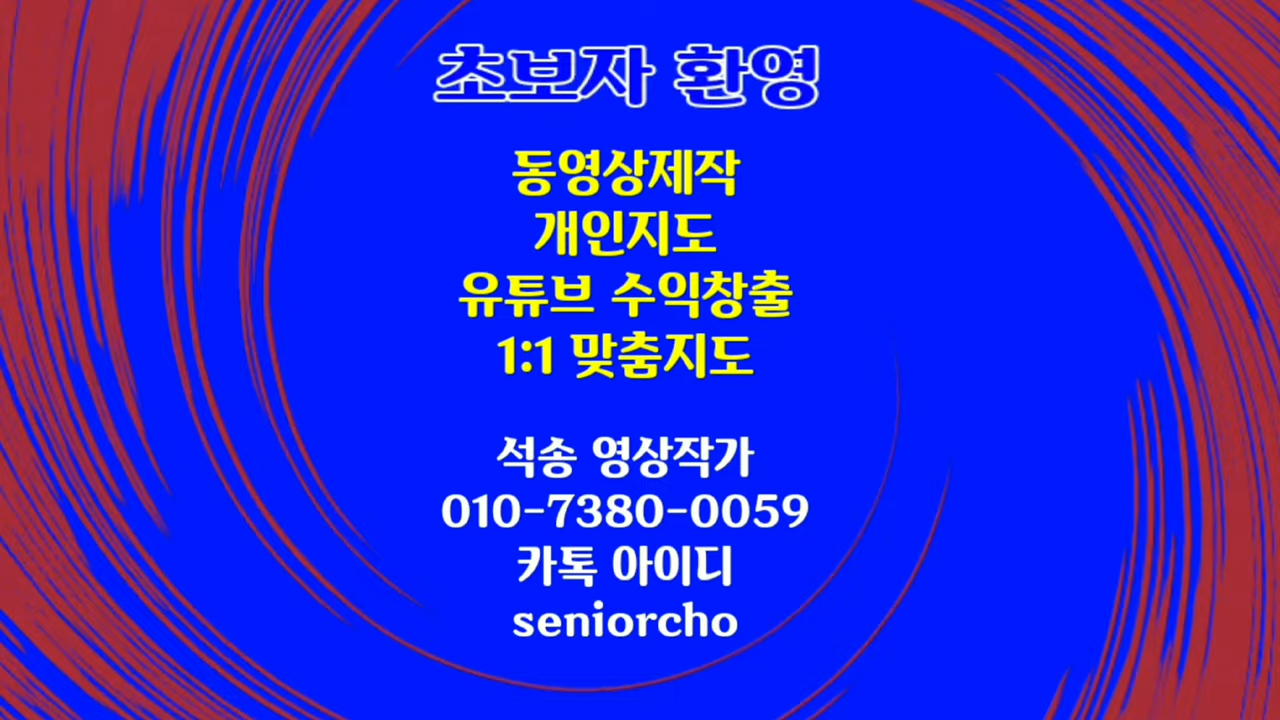 초보자 환영
동영상제작
개인지도
유튜브 수익창출
1:1 맞춤지도
석송 영상작가
010-7380-0059
카톡 아이디
seniorcho